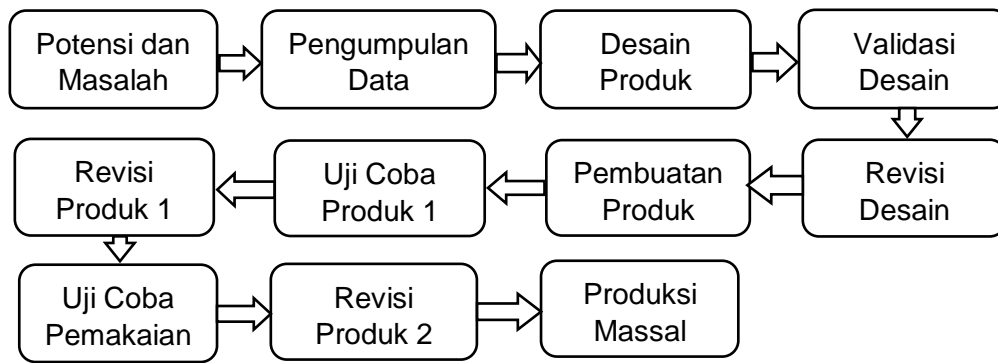 Potensi dan
Masalah
Pengumpulan
Data
Desain
Produk
Validasi
Desain
Revisi
Desain
Pembuatan
Produk
Uji Coba
Produk 1
Revisi
Produk 1
Uji Coba
Pemakaian
Revisi
Produk 2
Produksi
Massal